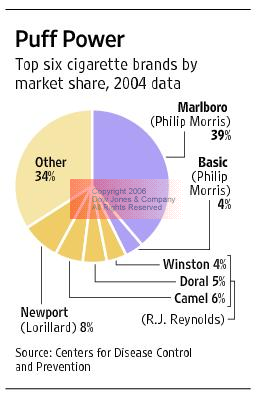 Puff Power
Top six cigarette brands by
market share, 2004 data
Marlboro
(Philip Morris)
39%
Other
34%
Basic
(Philip
Morris)
4%
Copyright 2006
Dow Jones & Company
All Rights Reserved
Winston 4%
Doral 5%
Camel 6%
(R.J. Reynolds)
Newport
(Lorillard) 8%
Source: Centers for Disease Control
and Prevention